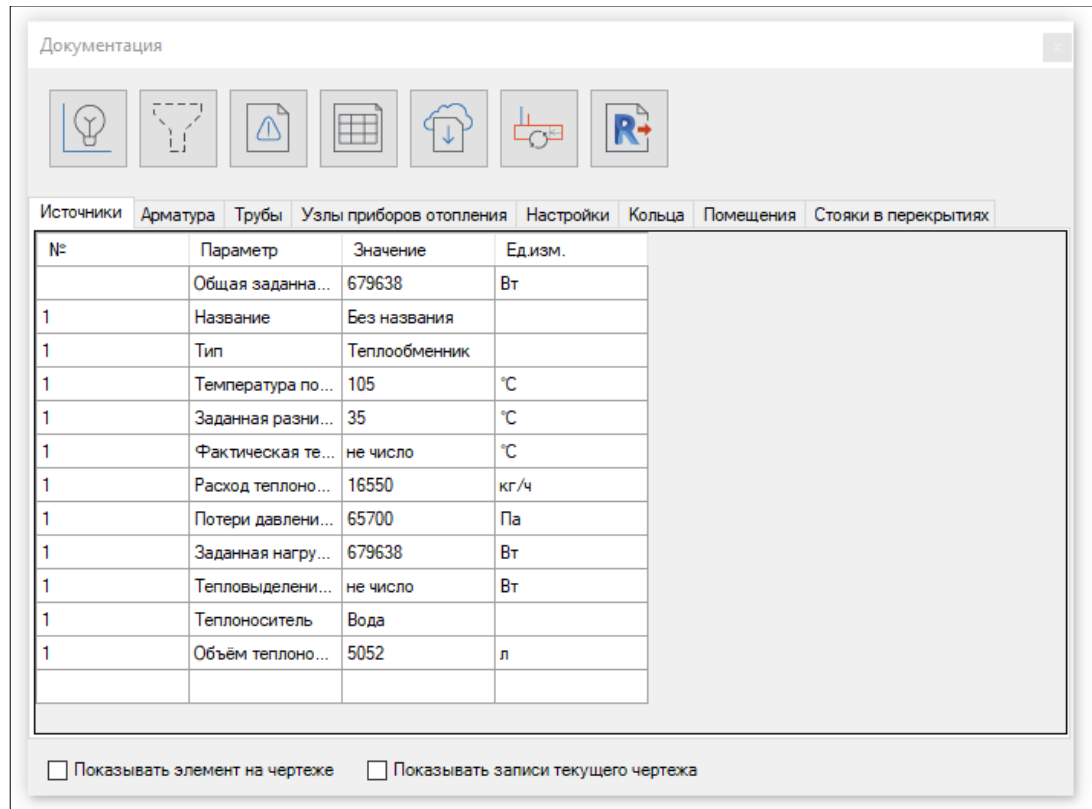 Документация
x
R
Источники Арматура Трубы Узлы приборов отопления Настройки Кольца Помещения Стояки в перекрытиях
№ Параметр Значение Ед.изм.
Общая заданна... 679638 Вт
1 Название Без названия
1 Тип Теплообменник
1 Температура по... 105 °C
1 Заданная разни... 35 °C
1 Фактическая те... не число °C
1 Расход теплоно... 16550 кг/ч
1 Потери давлени... 65700 Па
1 Заданная нагру... 679638 Вт
1 Тепловыделени... не число Вт
1 Теплоноситель Вода
1 Объём теплоно... 5052 л
Показывать элемент на чертеже Показывать записи текущего чертежа